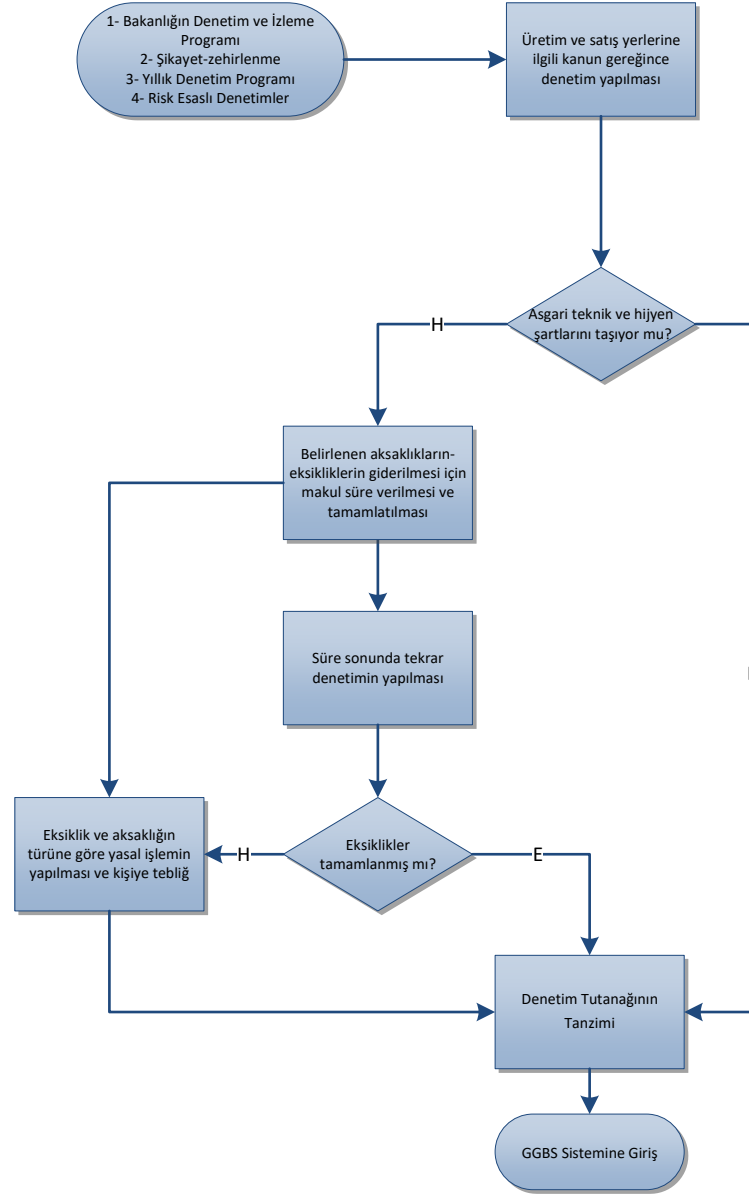 1- Bakanlığın Denetim ve İzleme
Programı
2- Şikayet-zehirlenme
3- Yıllık Denetim Programı
4- Risk Esaslı Denetimler
Üretim ve satış yerlerine
ilgili kanun gereğince
denetim yapılması
Asgari teknik ve hijyen
şartlarını taşıyor mu?
H
Belirlenen aksaklıkların-
eksikliklerin giderilmesi için
makul süre verilmesi ve
tamamlatılması
Süre sonunda tekrar
denetimin yapılması
Eksiklik ve aksaklığın
türüne göre yasal işlemin
yapılması ve kişiye tebliğ
H
Eksiklikler
tamamlanmış mı?
E
Denetim Tutanağının
Tanzimi
GGBS Sistemine Giriş